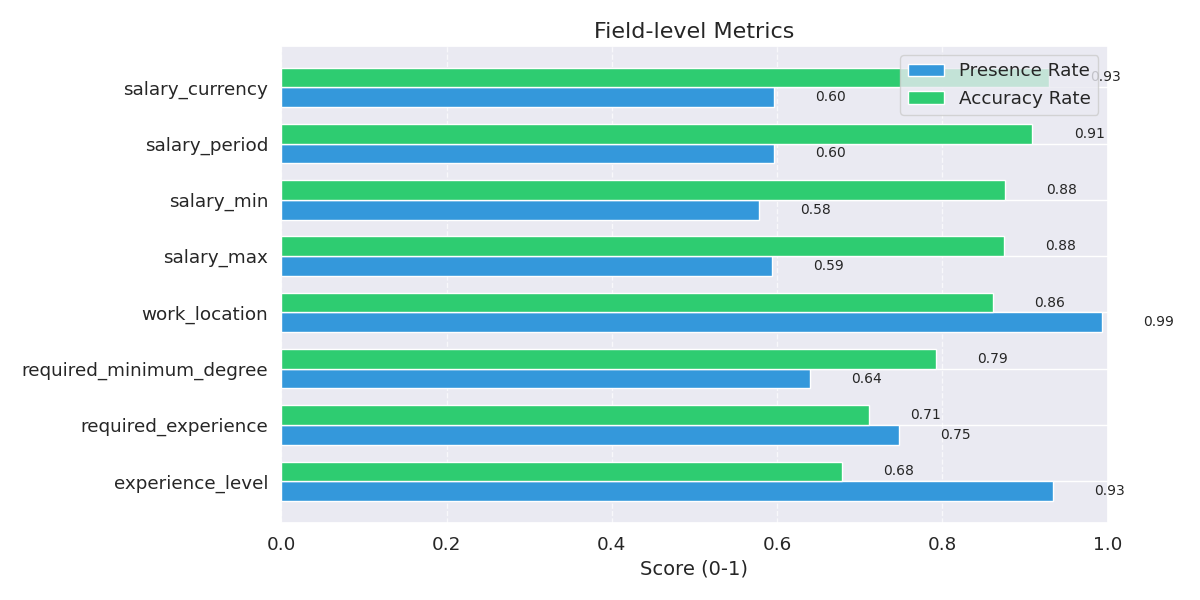 Field-level Metrics
Presence Rate
Accuracy Rate
salary_currency
0.93
0.60
salary_period
0.91
0.60
salary_min
0.88
0.58
salary_max
0.88
0.59
work_location
0.86
0.99
required_minimum_degree
0.79
0.64
required_experience
0.71
0.75
experience_level
0.68
0.93
0.0 0.2 0.4 0.6 0.8 1.0
Score (0-1)